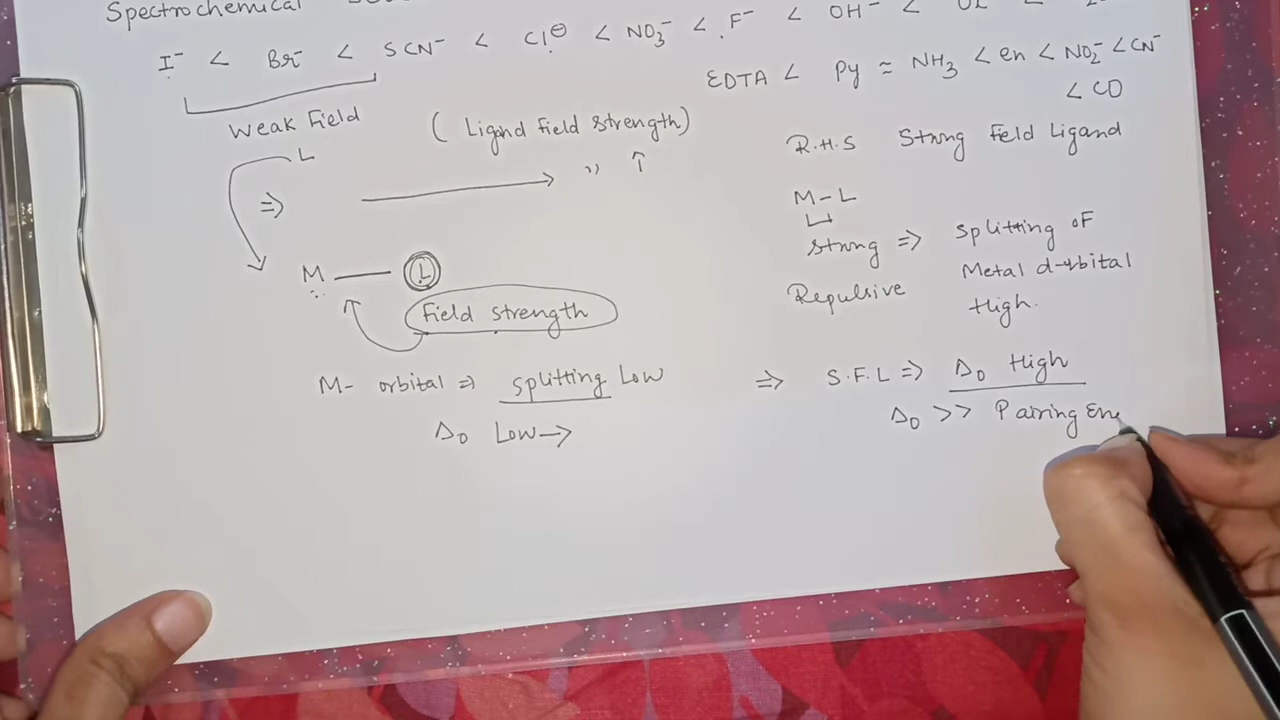 Spectrochemical
I⁻ < Br⁻ < SCN⁻ < Cl⊖ < NO₃⁻ < F⁻ < OH⁻ <
EDTA < Py ≈ NH₃ < en < NO₂⁻ < CN⁻
< CO
Weak Field
L
(Ligand field strength)
⇒ ⟶ ,, ↑
M — L
Field strength
M- orbital ⇒ splitting Low
Δ₀ Low →
R.H.S Strong Field Ligand
M-L
Strong ⇒ splitting of
Repulsive Metal d-orbital
High.
⇒ S.F.L ⇒ Δ₀ High
Δ₀ >> Pairing Ene